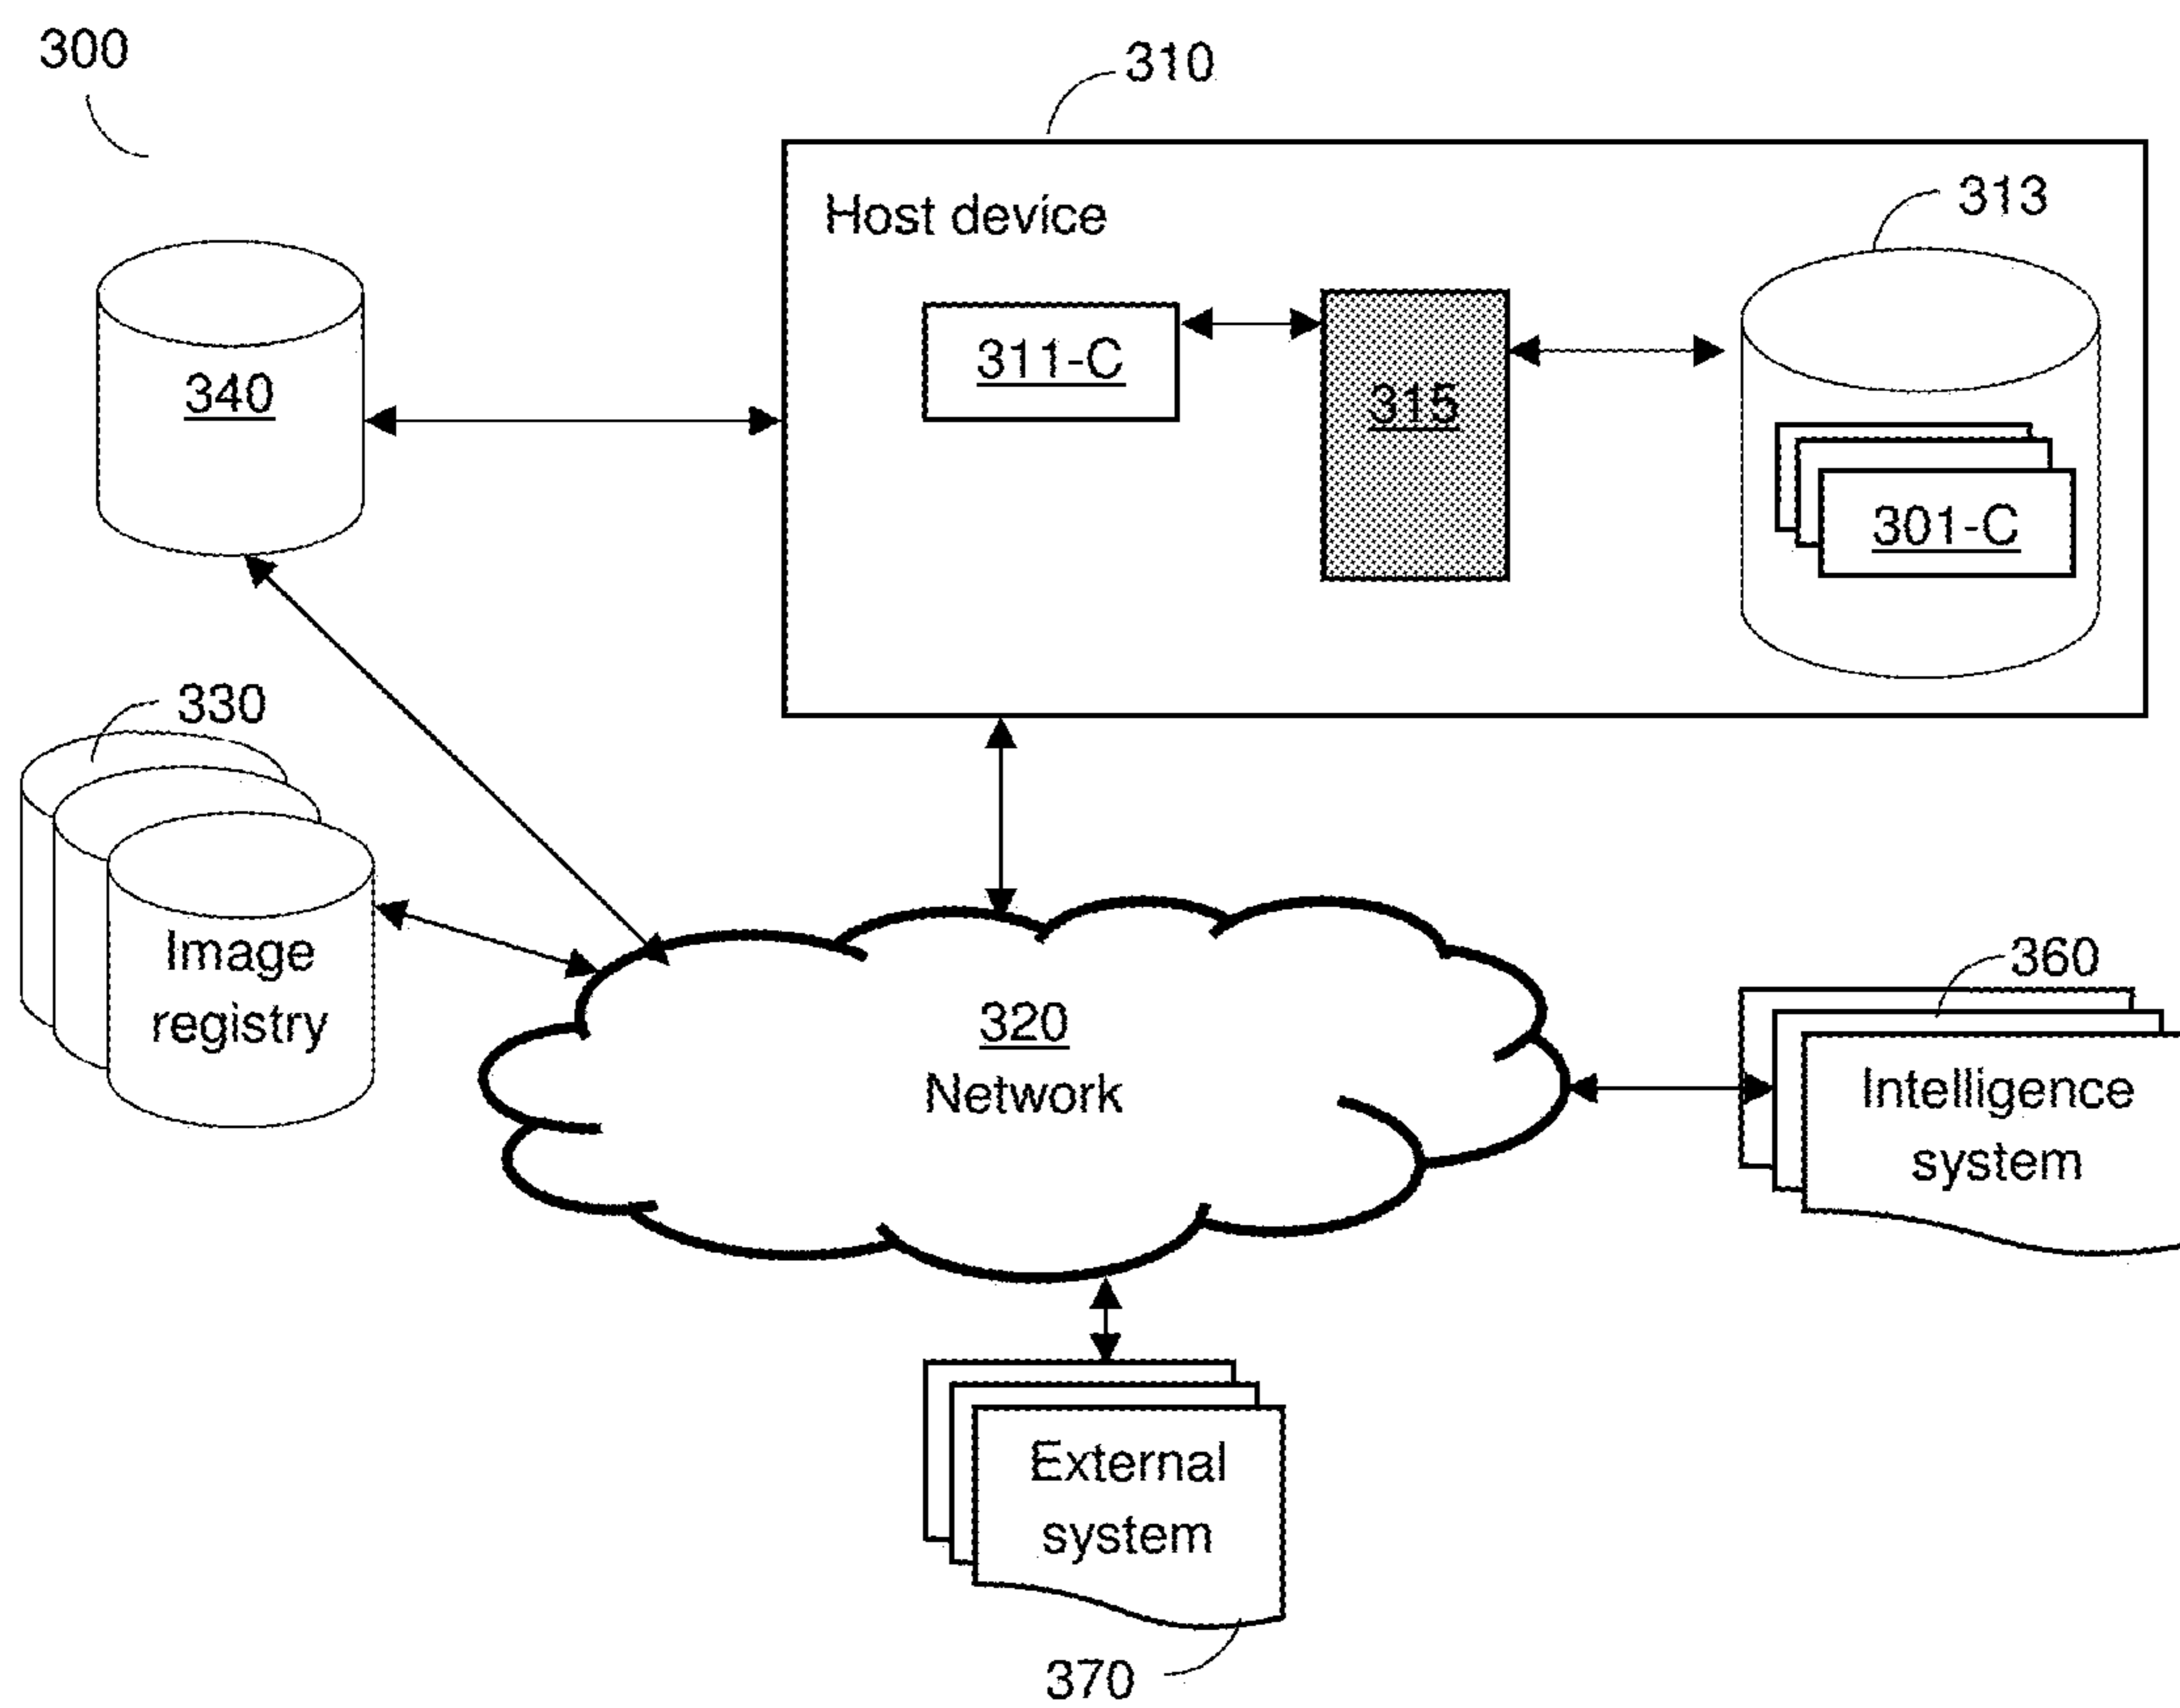 300
310
Host device
313
311-C
315
340
301-C
330
Image
registry
320
Network
360
Intelligence
system
External
system
370